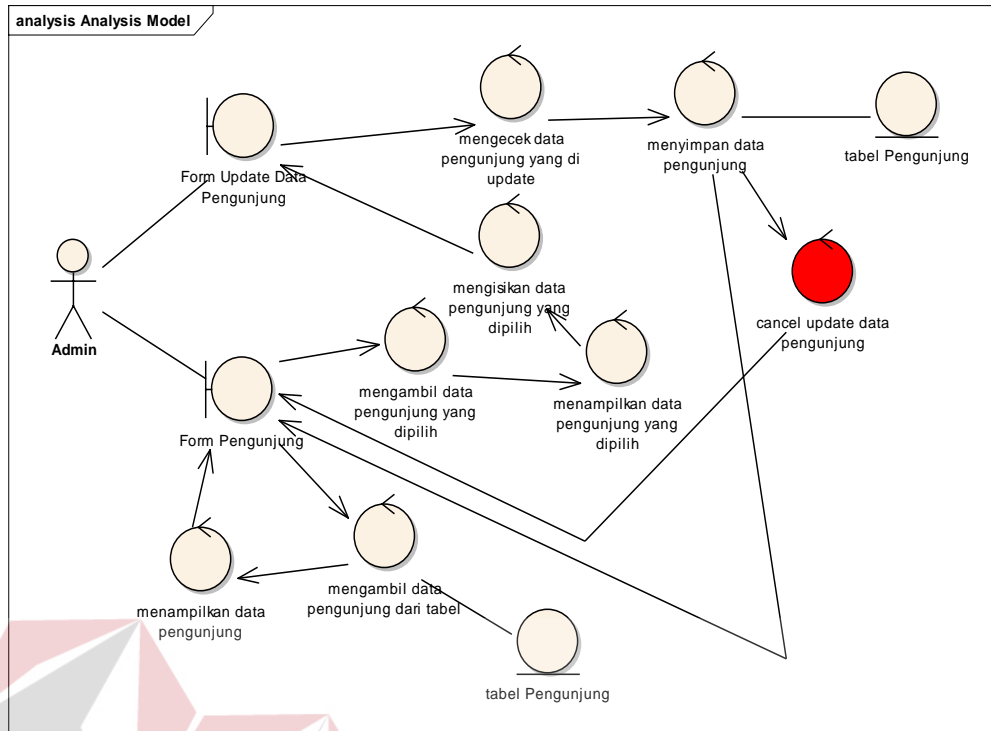 analysis Analysis Model
mengecek data
pengunjung yang di
update
menyimpan data
pengunjung
tabel Pengunjung
Form Update Data
Pengunjung
mengisikan data
pengunjung yang
dipilih
cancel update data
pengunjung
Admin
mengambil data
pengunjung yang
dipilih
menampilkan data
pengunjung yang
dipilih
Form Pengunjung
mengambil data
pengunjung dari tabel
menampilkan data
pengunjung
tabel Pengunjung